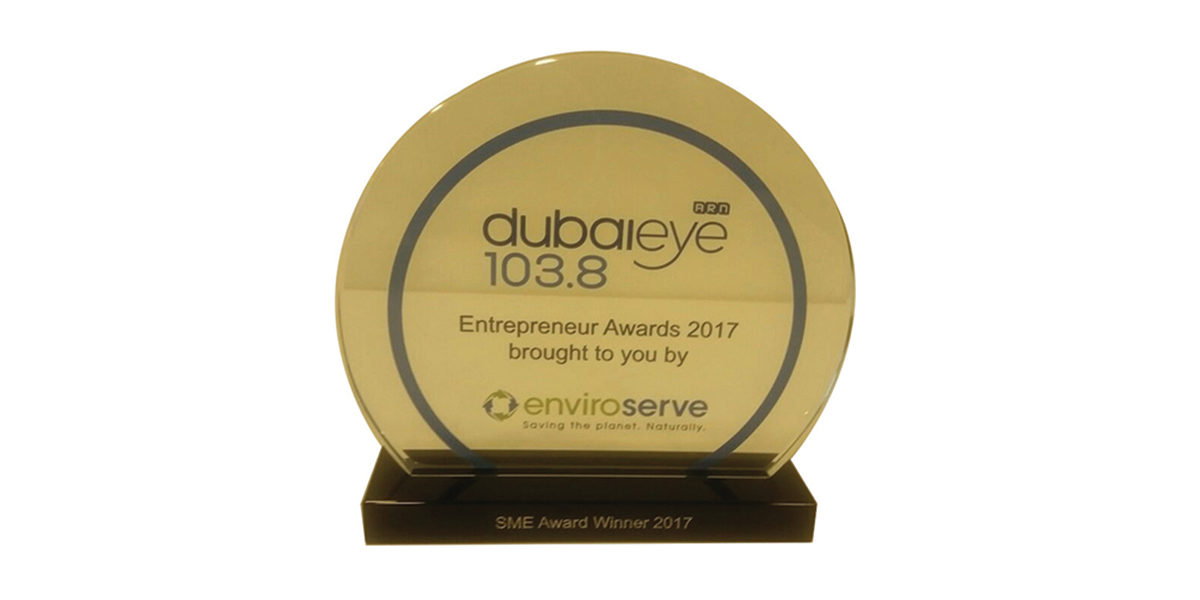 ARN
dubaieye
103.8
Entrepreneur Awards 2017
brought to you by
enviroserve
Saving the planet. Naturally.
SME Award Winner 2017